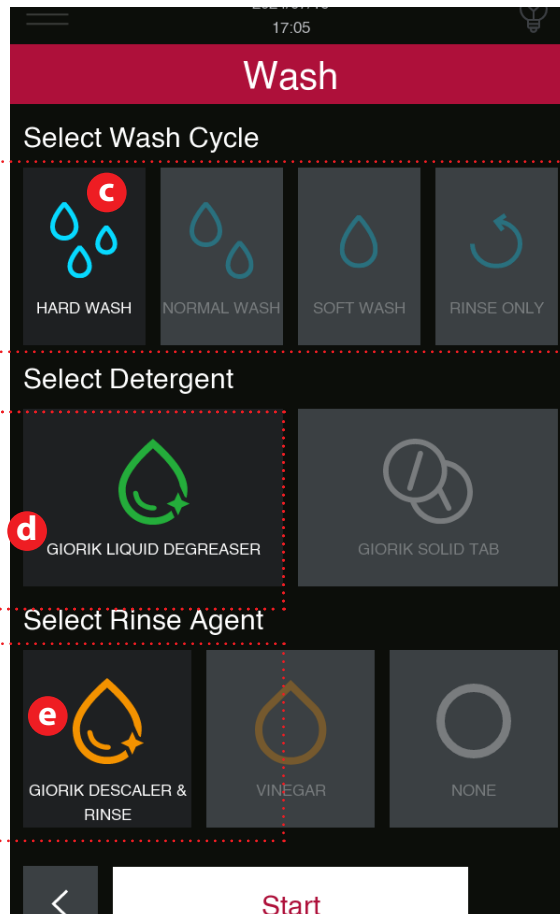 17:05
Wash
Select Wash Cycle
c
HARD WASH
NORMAL WASH
SOFT WASH
RINSE ONLY
Select Detergent
d
GIORIK LIQUID DEGREASER
GIORIK SOLID TAB
Select Rinse Agent
e
GIORIK DESCALER &
RINSE
VINEGAR
NONE
Start